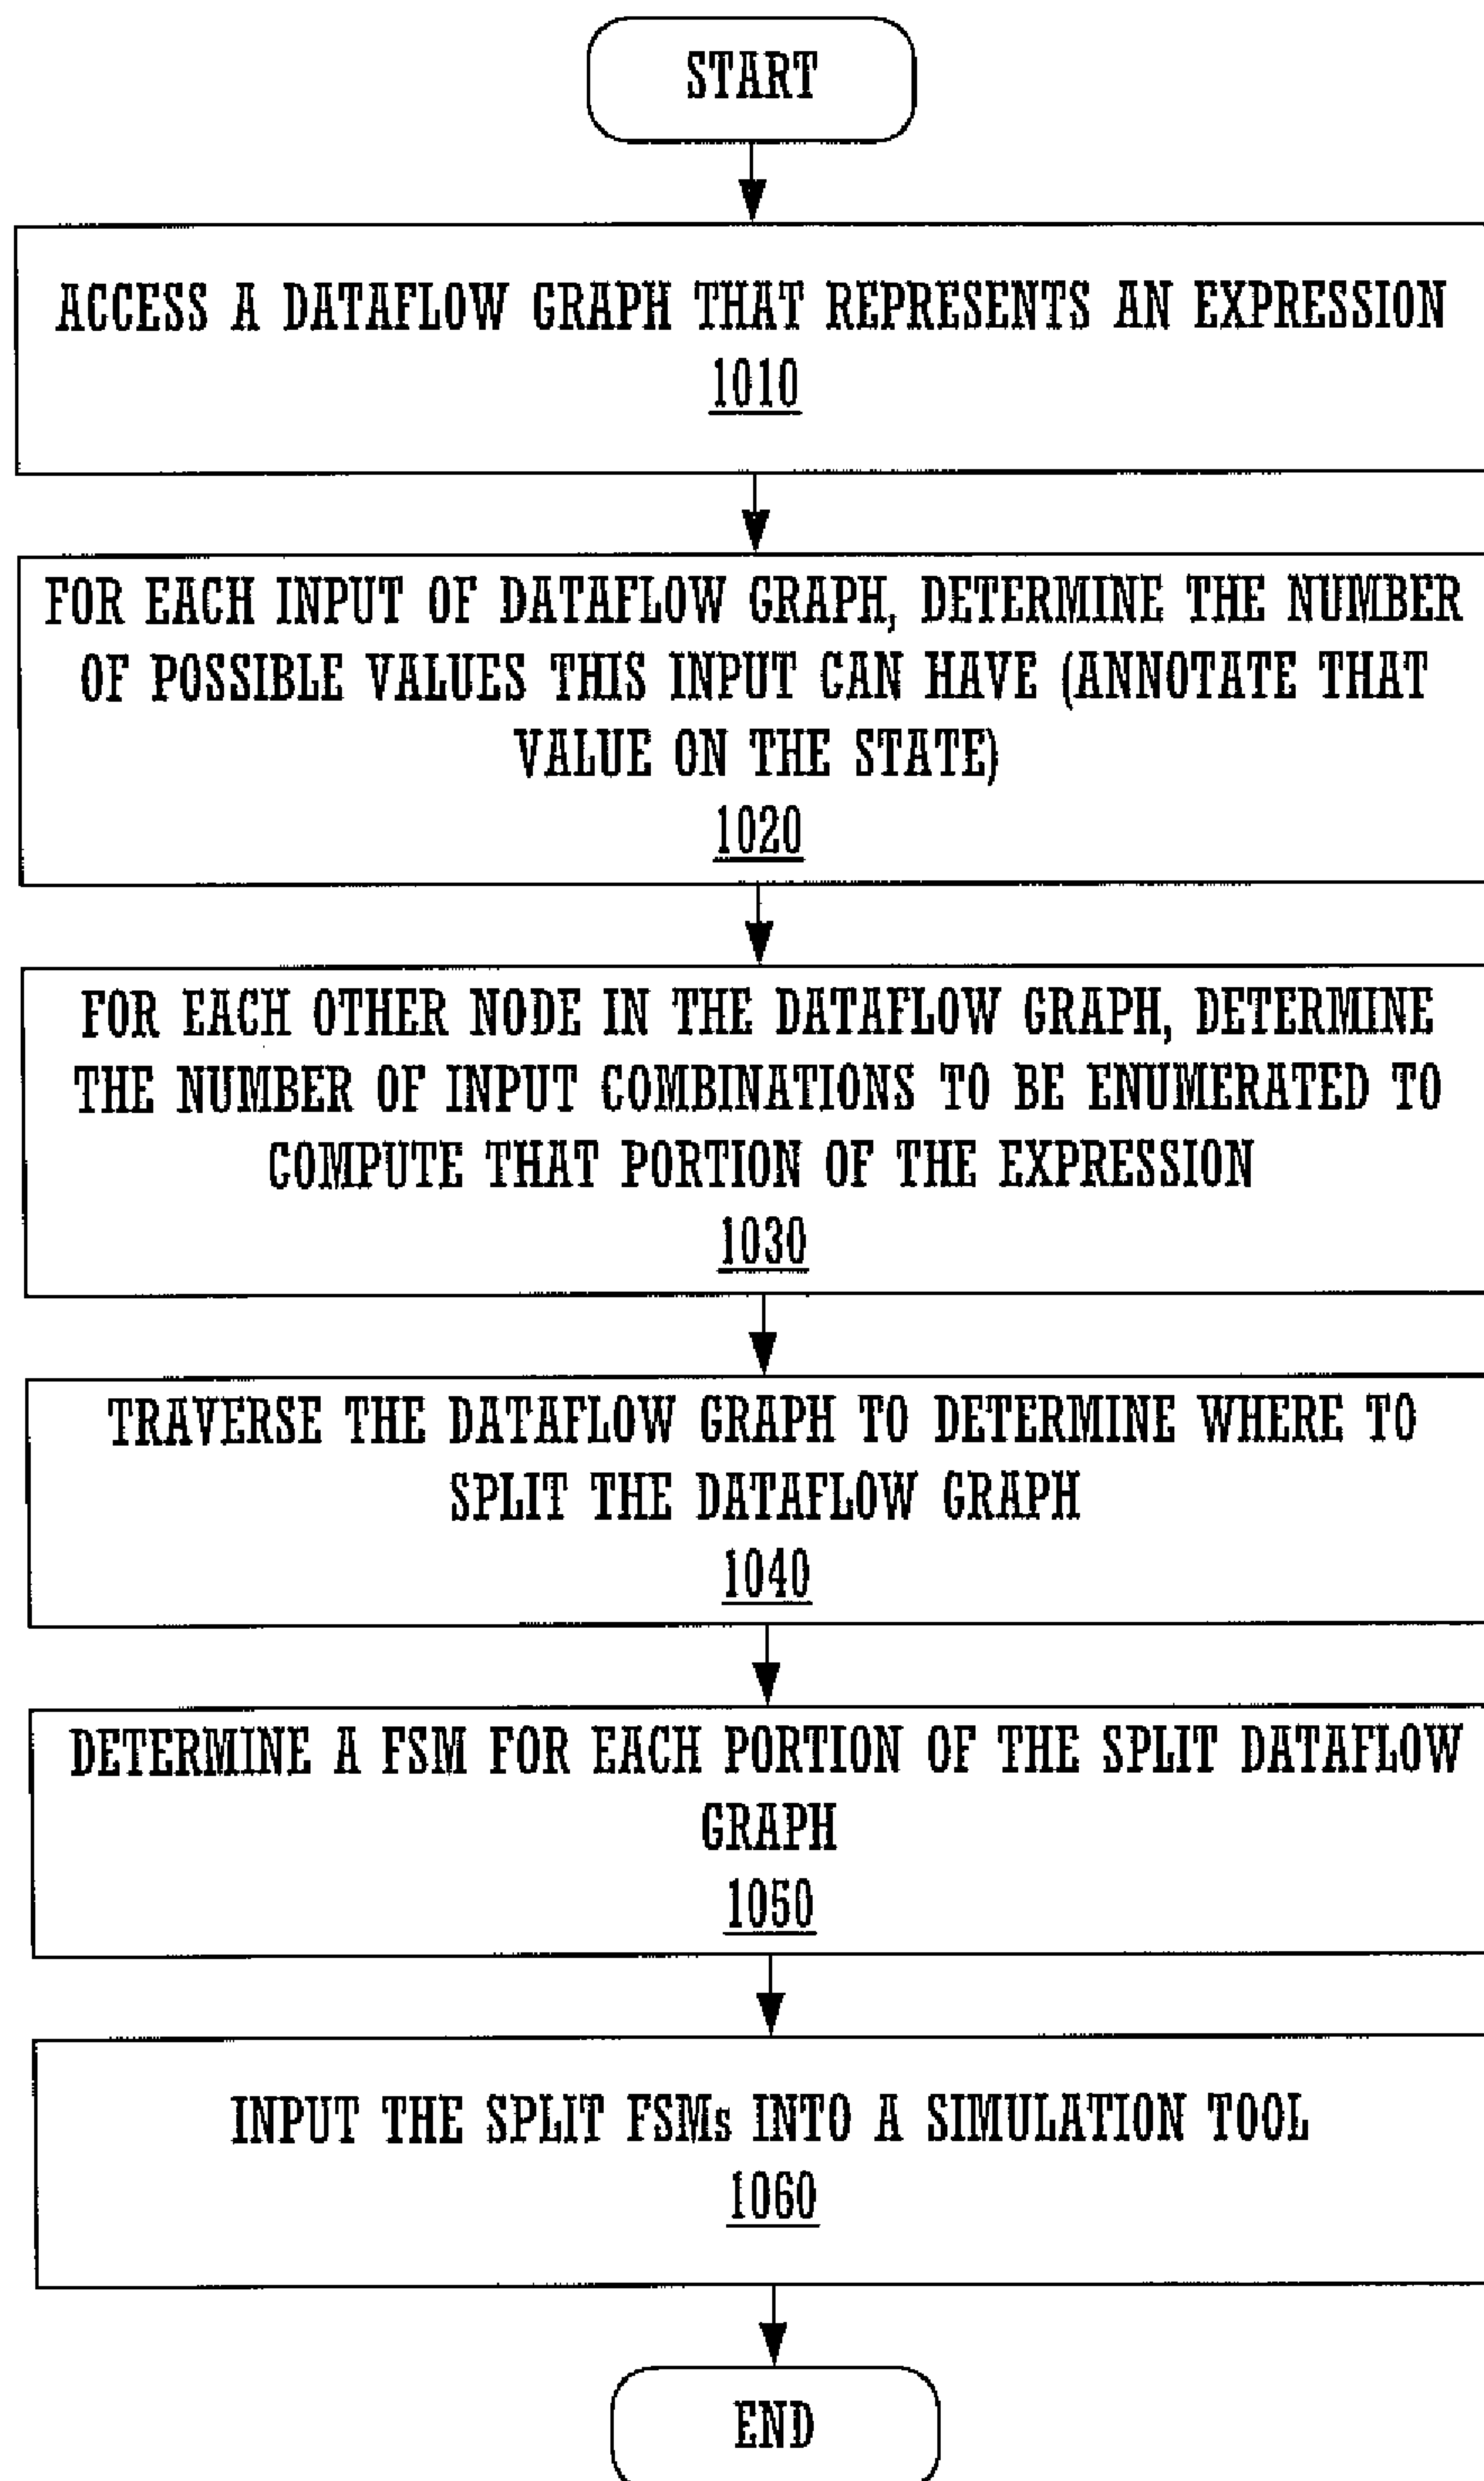 START
ACCESS A DATAFLOW GRAPH THAT REPRESENTS AN EXPRESSION
1010
FOR EACH INPUT OF DATAFLOW GRAPH, DETERMINE THE NUMBER
OF POSSIBLE VALUES THIS INPUT CAN HAVE (ANNOTATE THAT
VALUE ON THE STATE)
1020
FOR EACH OTHER NODE IN THE DATAFLOW GRAPH, DETERMINE
THE NUMBER OF INPUT COMBINATIONS TO BE ENUMERATED TO
COMPUTE THAT PORTION OF THE EXPRESSION
1030
TRAVERSE THE DATAFLOW GRAPH TO DETERMINE WHERE TO
SPLIT THE DATAFLOW GRAPH
1040
DETERMINE A FSM FOR EACH PORTION OF THE SPLIT DATAFLOW
GRAPH
1050
INPUT THE SPLIT FSMs INTO A SIMULATION TOOL
1060
END